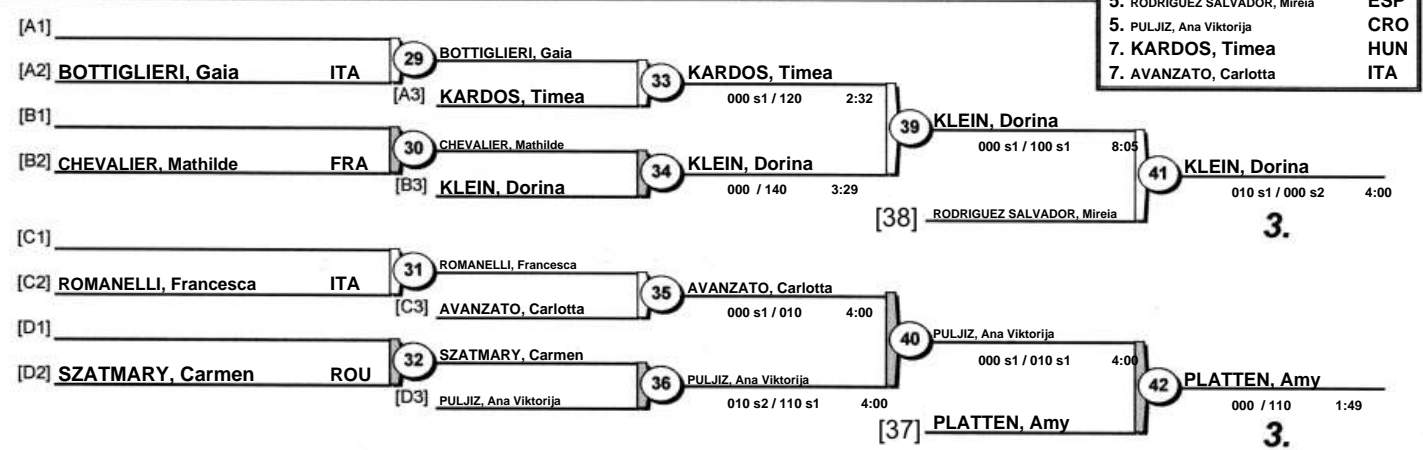 5. RODRIGUEZ SALVADOR, Mireia ESP
5. PULJIZ, Ana Viktorija CRO
7. KARDOS, Timea HUN
7. AVANZATO, Carlotta ITA
[A1]
[A2] BOTTIGLIERI, Gaia ITA
29
BOTTIGLIERI, Gaia
[A3] KARDOS, Timea
33
KARDOS, Timea
000 s1 / 120 2:32
[B1]
[B2] CHEVALIER, Mathilde FRA
30
CHEVALIER, Mathilde
[B3] KLEIN, Dorina
34
KLEIN, Dorina
000 / 140 3:29
39
KLEIN, Dorina
000 s1 / 100 s1 8:05
[38] RODRIGUEZ SALVADOR, Mireia
41
KLEIN, Dorina
010 s1 / 000 s2 4:00
3.
[C1]
[C2] ROMANELLI, Francesca ITA
31
ROMANELLI, Francesca
[C3] AVANZATO, Carlotta
35
AVANZATO, Carlotta
000 s1 / 010 4:00
[D1]
[D2] SZATMARY, Carmen ROU
32
SZATMARY, Carmen
[D3] PULJIZ, Ana Viktorija
36
PULJIZ, Ana Viktorija
010 s2 / 110 s1 4:00
40
PULJIZ, Ana Viktorija
000 s1 / 010 s1 4:00
[37] PLATTEN, Amy
42
PLATTEN, Amy
000 / 110 1:49
3.